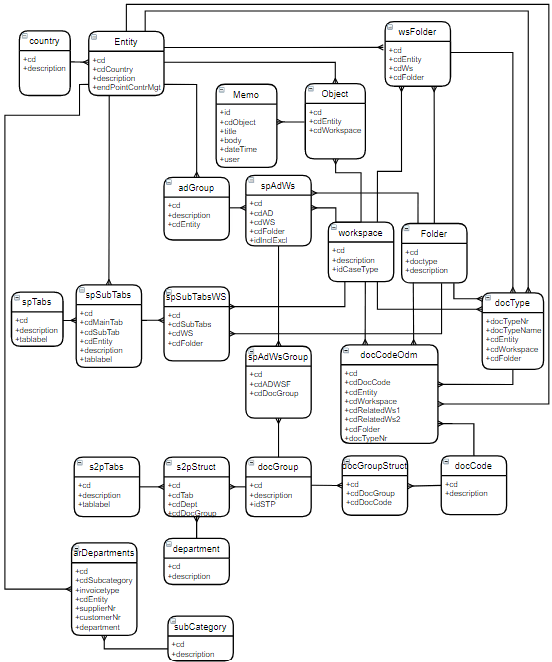 country
+cd
+description
Entity
+cd
+cdCountry
+description
+endPointContrMgt
wsFolder
+cd
+cdEntity
+cdWs
+cdFolder
Memo
+id
+cdObject
+title
+body
+dateTime
+user
Object
+cd
+cdEntity
+cdWorkspace
adGroup
+cd
+description
+cdEntity
spAdWs
+cd
+cdAD
+cdWS
+cdFolder
+idInclExcl
workspace
+cd
+description
+idCaseType
Folder
+cd
+doctype
+description
spTabs
+cd
+description
+tablabel
spSubTabs
+cd
+cdMainTab
+cdSubTab
+cdEntity
+description
+tablabel
spSubTabsWS
+cd
+cdSubTabs
+cdWS
+cdFolder
docType
+docTypeNr
+docTypeName
+cdEntity
+cdWorkspace
+cdFolder
spAdWsGroup
+cd
+cdADWSF
+cdDocGroup
docCodeOdm
+cd
+cdDocCode
+cdEntity
+cdWorkspace
+cdRelatedWs1
+cdRelatedWs2
+cdFolder
+docTypeNr
s2pTabs
+cd
+description
+tablabel
s2pStruct
+cd
+cdTab
+cdDept
+cdDocGroup
docGroup
+cd
+description
+idSTP
docGroupStruct
+cd
+cdDocGroup
+cdDocCode
docCode
+cd
+description
arDepartments
+cd
+cdSubcategory
+invoicetype
+cdEntity
+supplierNr
+customerNr
+department
department
+cd
+description
subCategory
+cd
+description